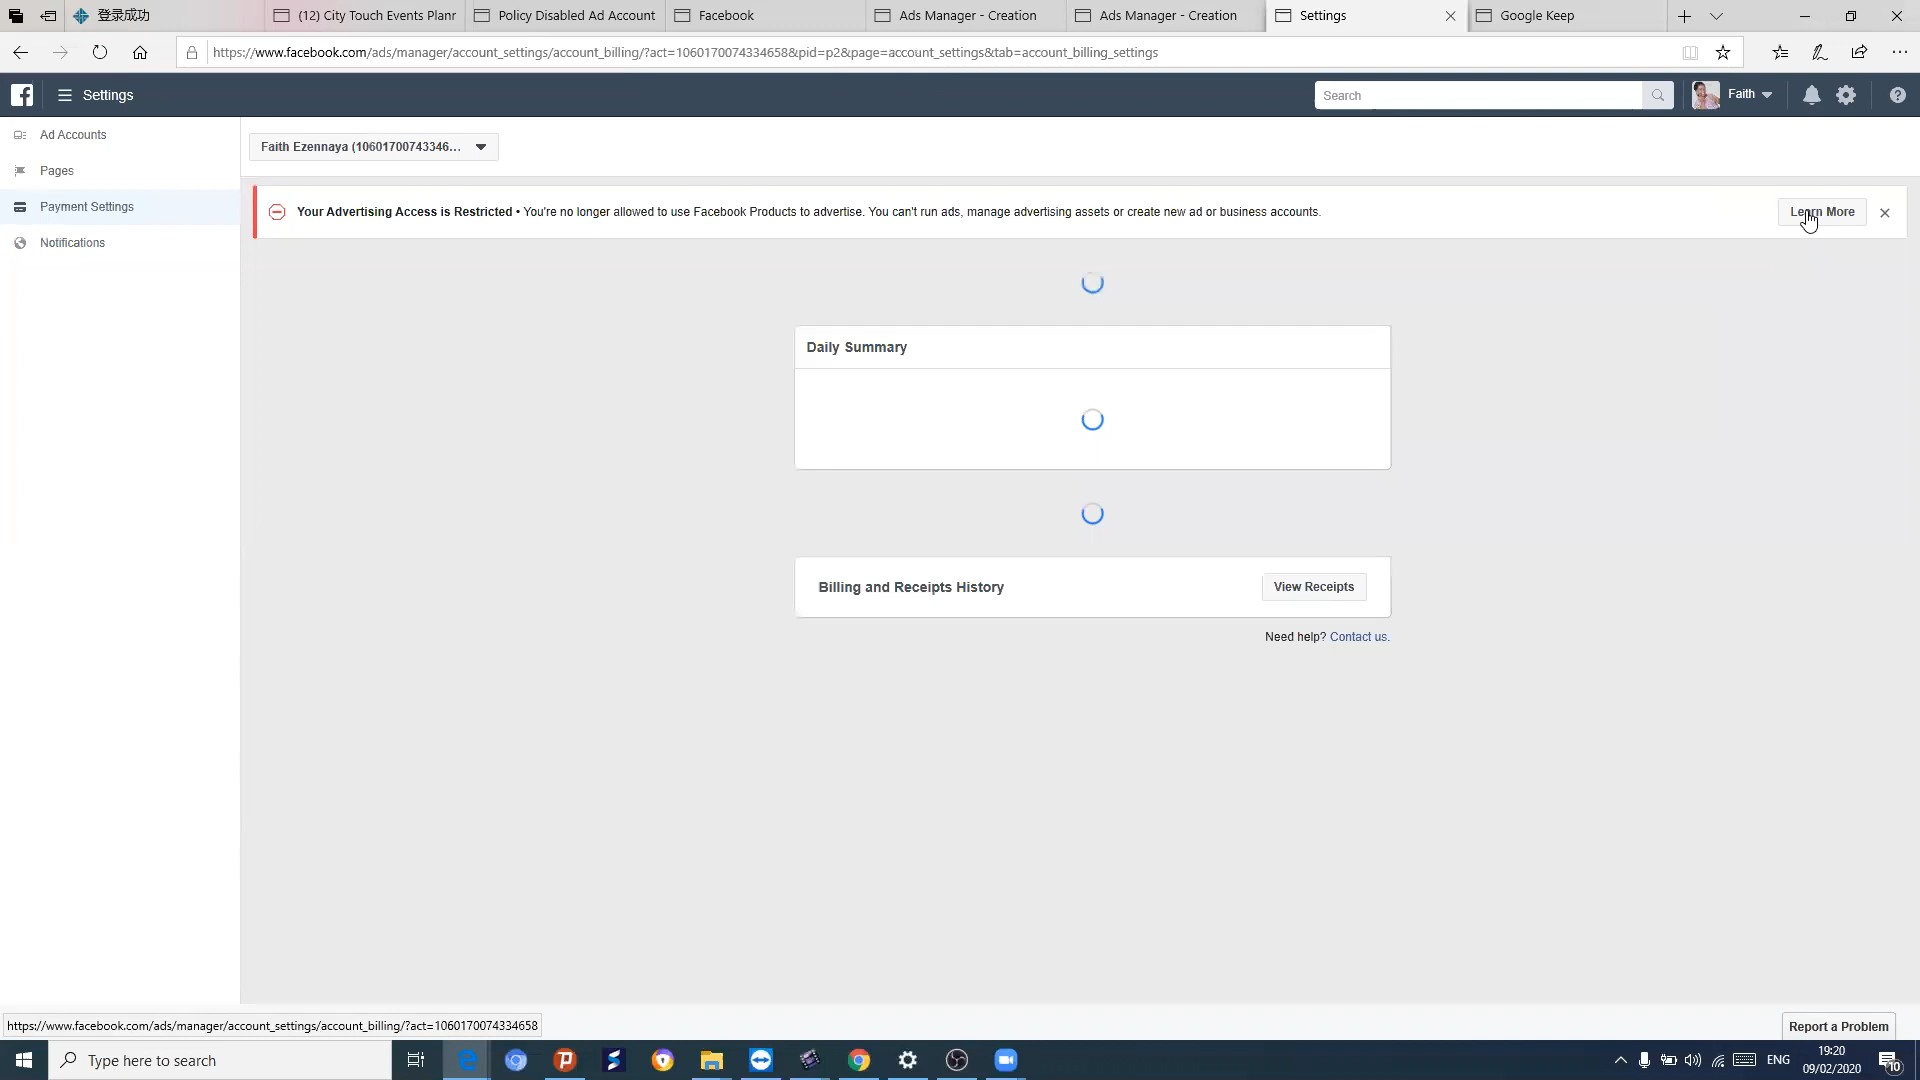 登录成功
(12) City Touch Events Planr
Policy Disabled Ad Account
Facebook
Ads Manager - Creation
Ads Manager - Creation
Settings
Google Keep
https://www.facebook.com/ads/manager/account_settings/account_billing/?act=1060170074334658&pid=p2&page=account_settings&tab=account_billing_settings
Settings
Search
Faith
Ad Accounts
Pages
Payment Settings
Notifications
Faith Ezennaya (10601700743346...
Your Advertising Access is Restricted • You're no longer allowed to use Facebook Products to advertise. You can't run ads, manage advertising assets or create new ad or business accounts.
Learn More
Daily Summary
Billing and Receipts History
View Receipts
Need help? Contact us.
https://www.facebook.com/ads/manager/account_settings/account_billing/?act=1060170074334658
Report a Problem
Type here to search
ENG
19:20
09/02/2020
10